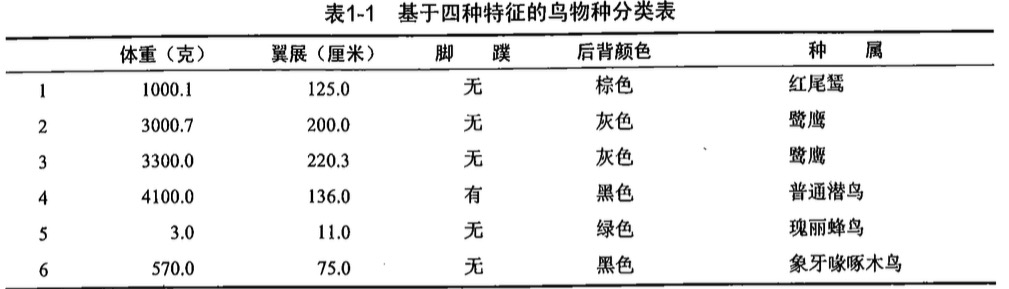 表1-1 基于四种特征的鸟物种分类表
体重（克） 翼展（厘米） 脚 蹼 后背颜色 种 属
1 1000.1 125.0 无 棕色 红尾鵟
2 3000.7 200.0 无 灰色 鹭鹰
3 3300.0 220.3 无 灰色 鹭鹰
4 4100.0 136.0 有 黑色 普通潜鸟
5 3.0 11.0 无 绿色 瑰丽蜂鸟
6 570.0 75.0 无 黑色 象牙喙啄木鸟